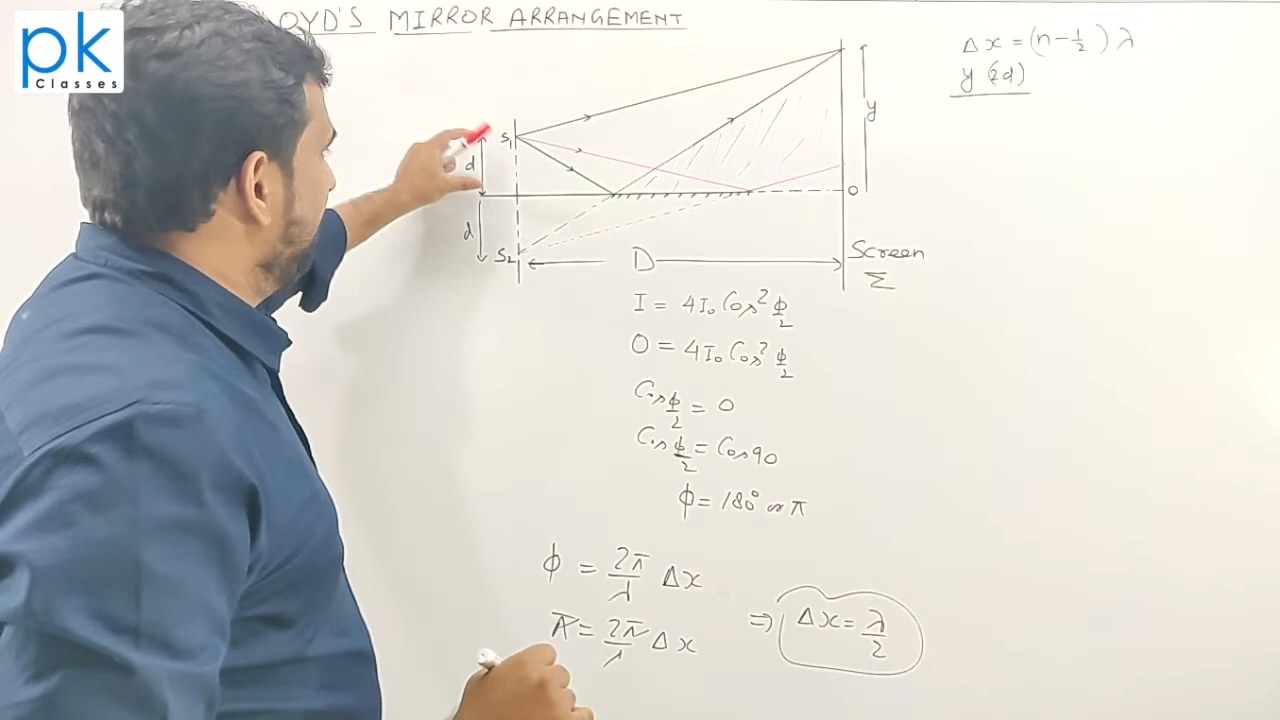 pk
Classes
OYD'S MIRROR ARRANGEMENT
Δx = (n - 1/2) λ
y (2d)
S₁
d
y
O
d
S₂
D
Screen
Σ
I = 4I₀ Cos² ϕ/2
0 = 4I₀ Cos² ϕ/2
Cos ϕ/2 = 0
Cos ϕ/2 = Cos 90
ϕ = 180° or π
ϕ = 2π/λ Δx
π = 2π/λ Δx ⇒ Δx = λ/2